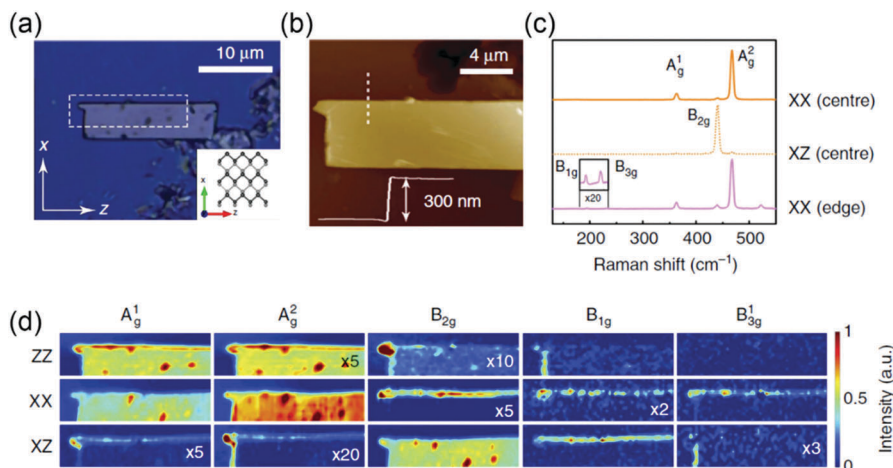 (a)
10 μm
X
Z
x
z
(b)
4 μm
300 nm
(c)
A¹g
A²g
XX (centre)
B2g
XZ (centre)
B1g
B3g
x20
XX (edge)
200
300
400
500
Raman shift (cm⁻¹)
(d)
A¹g
A²g
B2g
B1g
B¹3g
ZZ
x5
x10
XX
x5
x2
XZ
x5
x20
x3
1
0.5
0
Intensity (a.u.)